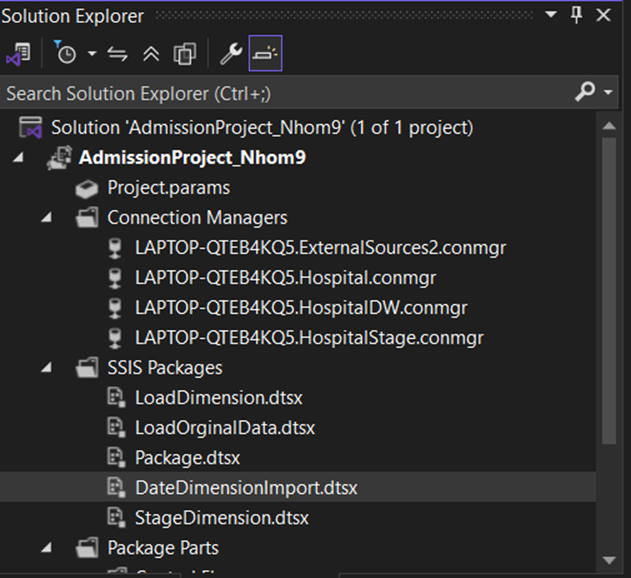 Solution Explorer
Search Solution Explorer (Ctrl+;)
Solution 'AdmissionProject_Nhom9' (1 of 1 project)
AdmissionProject_Nhom9
Project.params
Connection Managers
LAPTOP-QTEB4KQ5.ExternalSources2.conmgr
LAPTOP-QTEB4KQ5.Hospital.conmgr
LAPTOP-QTEB4KQ5.HospitalDW.conmgr
LAPTOP-QTEB4KQ5.HospitalStage.conmgr
SSIS Packages
LoadDimension.dtsx
LoadOrginalData.dtsx
Package.dtsx
DateDimensionImport.dtsx
StageDimension.dtsx
Package Parts